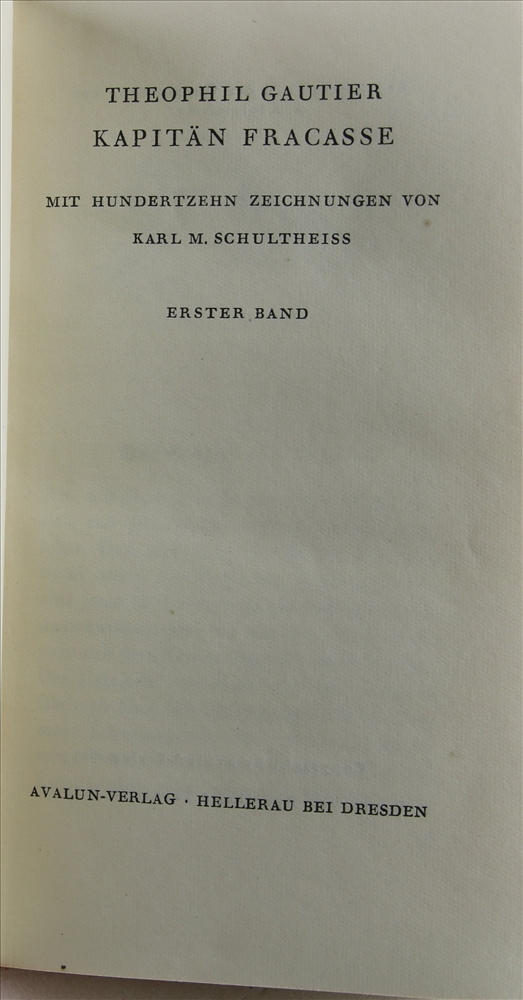 THEOPHIL GAUTIER
KAPITÄN FRACASSE
MIT HUNDERTZEHN ZEICHNUNGEN VON
KARL M. SCHULTHEISS
ERSTER BAND
AVALUN-VERLAG · HELLERAU BEI DRESDEN